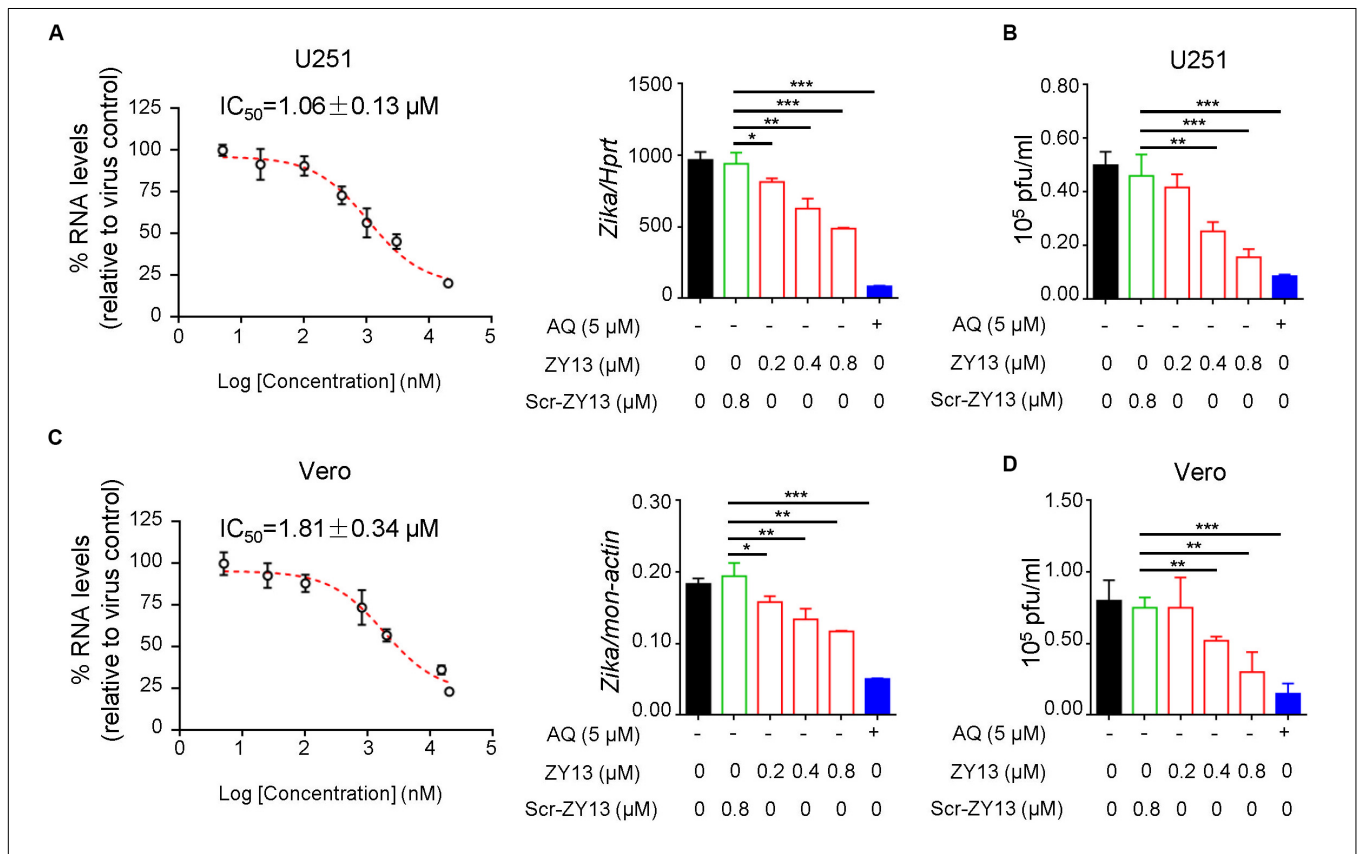 A
U251
IC50=1.06±0.13 µM
% RNA levels
(relative to virus control)
125
100
75
50
25
0
0 1 2 3 4 5
Log [Concentration] (nM)
Zika/Hprt
1500
1000
500
0
***
***
**
*
AQ (5 µM) - - - - - +
ZY13 (µM) 0 0 0.2 0.4 0.8 0
Scr-ZY13 (µM) 0 0.8 0 0 0 0
B
U251
10⁵ pfu/ml
0.80
0.60
0.40
0.20
0.00
***
***
**
AQ (5 µM) - - - - - +
ZY13 (µM) 0 0 0.2 0.4 0.8 0
Scr-ZY13 (µM) 0 0.8 0 0 0 0
C
Vero
IC50=1.81±0.34 µM
% RNA levels
(relative to virus control)
125
100
75
50
25
0
0 1 2 3 4 5
Log [Concentration] (nM)
Zika/mon-actin
0.30
0.20
0.10
0.00
***
**
**
*
AQ (5 µM) - - - - - +
ZY13 (µM) 0 0 0.2 0.4 0.8 0
Scr-ZY13 (µM) 0 0.8 0 0 0 0
D
Vero
10⁵ pfu/ml
1.50
1.00
0.50
0.00
***
**
**
AQ (5 µM) - - - - - +
ZY13 (µM) 0 0 0.2 0.4 0.8 0
Scr-ZY13 (µM) 0 0.8 0 0 0 0